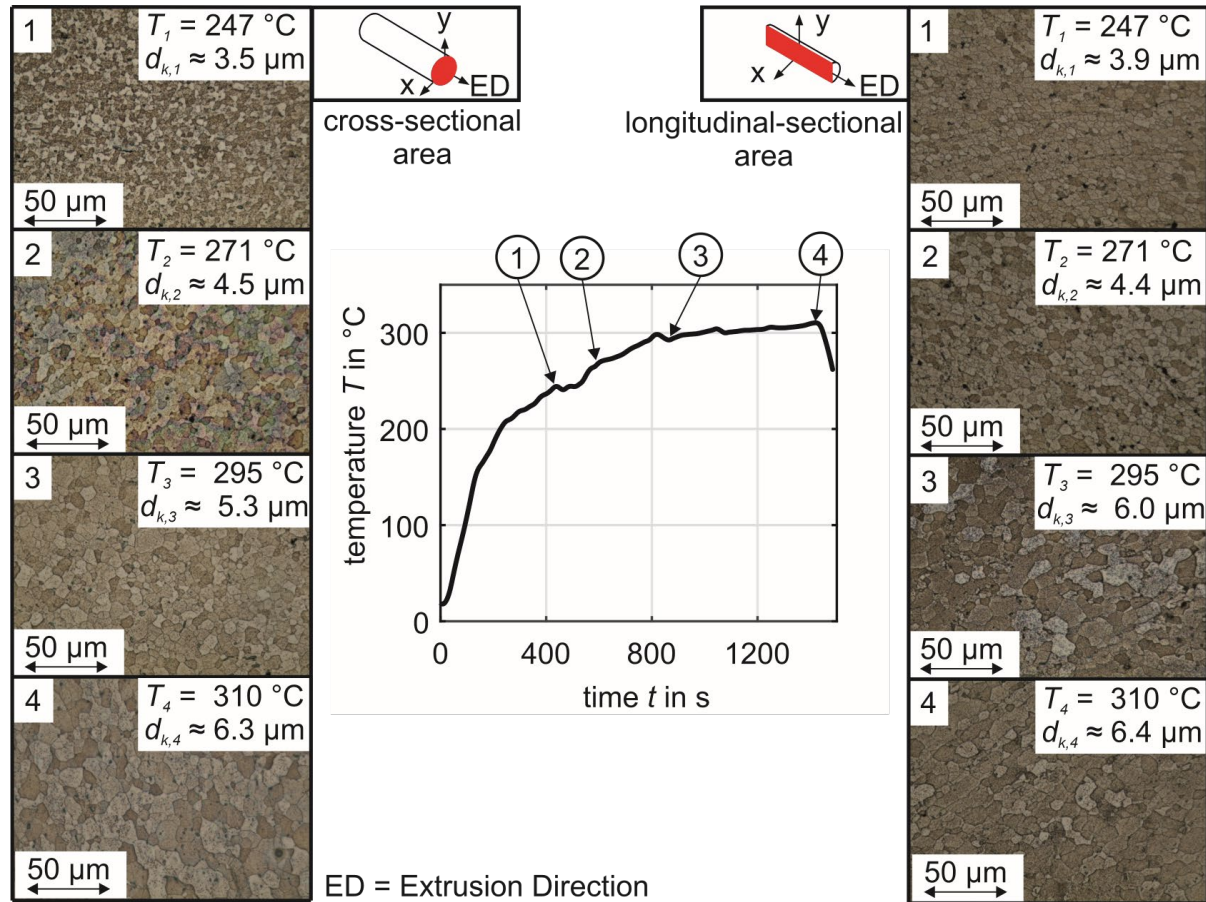 1
T₁ = 247 °C
dₖ,₁ ≈ 3.5 µm
50 µm
2
T₂ = 271 °C
dₖ,₂ ≈ 4.5 µm
50 µm
3
T₃ = 295 °C
dₖ,₃ ≈ 5.3 µm
50 µm
4
T₄ = 310 °C
dₖ,₄ ≈ 6.3 µm
50 µm
y
x
ED
cross-sectional
area
y
x
ED
longitudinal-sectional
area
1
2
3
4
temperature T in °C
300
200
100
0
0 400 800 1200
time t in s
ED = Extrusion Direction
1
T₁ = 247 °C
dₖ,₁ ≈ 3.9 µm
50 µm
2
T₂ = 271 °C
dₖ,₂ ≈ 4.4 µm
50 µm
3
T₃ = 295 °C
dₖ,₃ ≈ 6.0 µm
50 µm
4
T₄ = 310 °C
dₖ,₄ ≈ 6.4 µm
50 µm